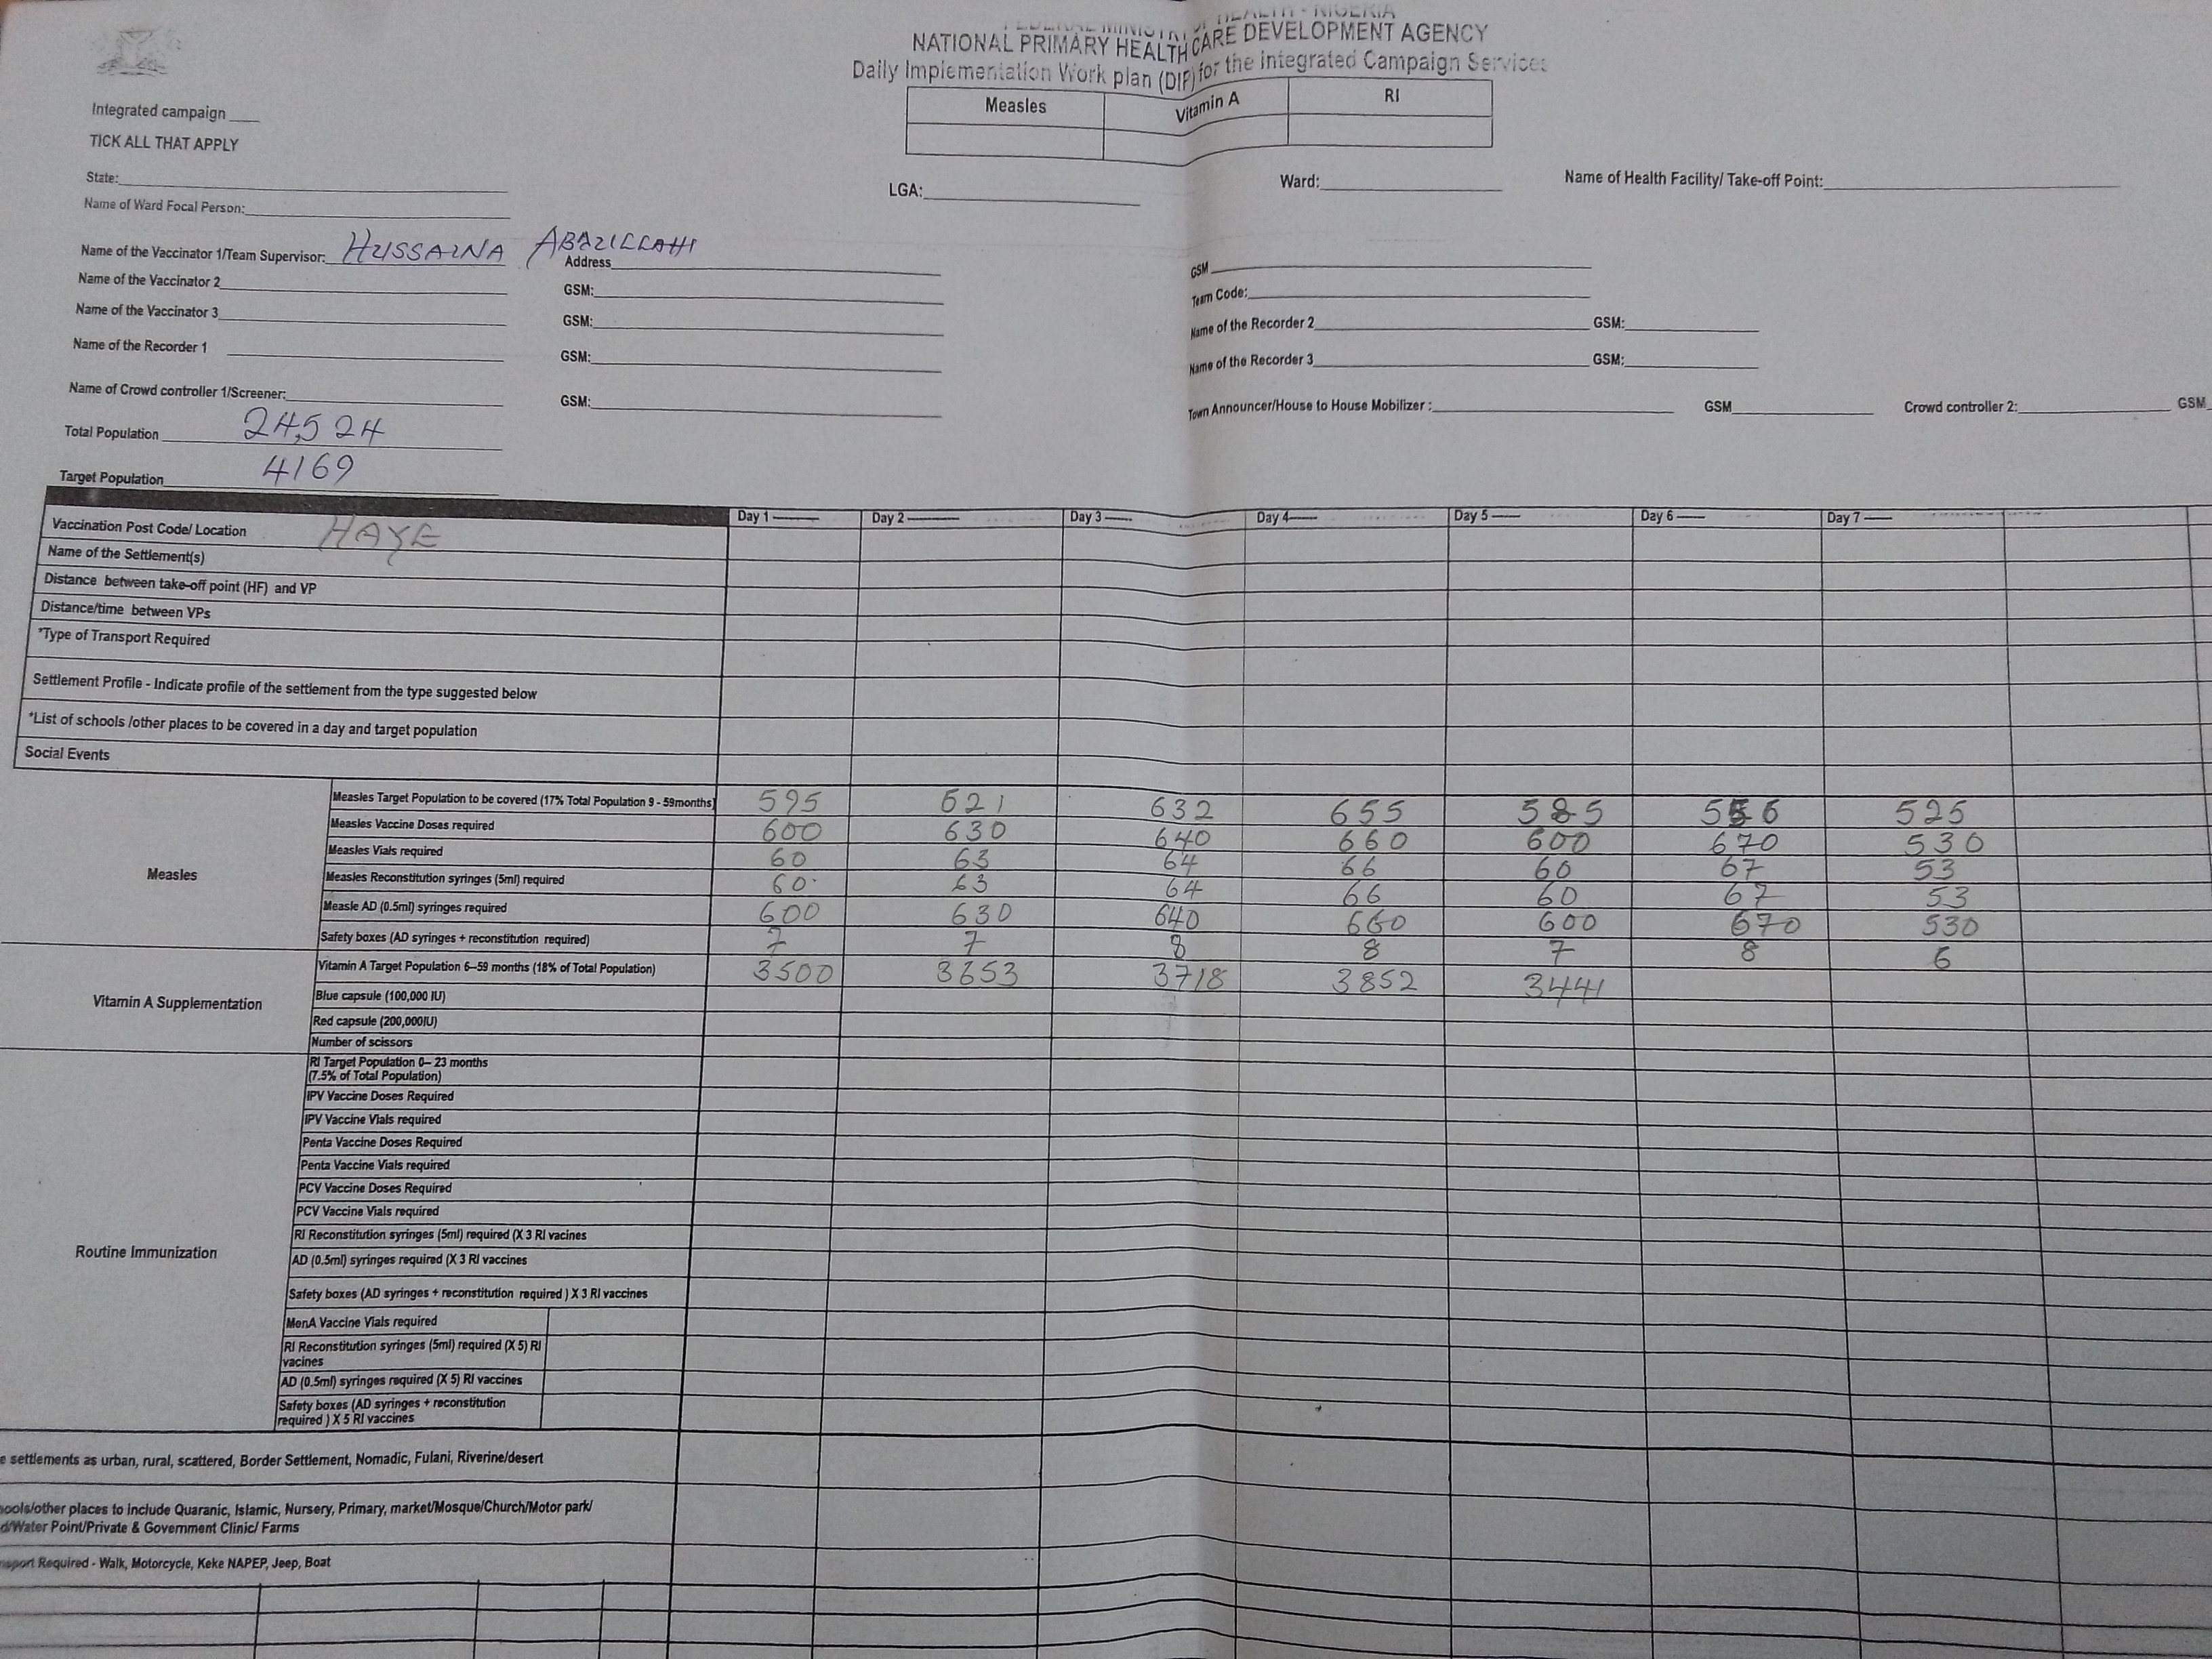 FEDERAL MINISTRY OF HEALTH - NIGERIA
NATIONAL PRIMARY HEALTH CARE DEVELOPMENT AGENCY
Daily Implementation Work plan (DIP) for the Integrated Campaign Services
Measles Vitamin A RI
Integrated campaign ____
TICK ALL THAT APPLY
State: LGA: Ward: Name of Health Facility/ Take-off Point:
Name of Ward Focal Person:
Name of the Vaccinator 1/Team Supervisor: HUSSAINA Address GSM
Name of the Vaccinator 2 GSM: Team Code:
Name of the Vaccinator 3 GSM: Name of the Recorder 2 GSM:
Name of the Recorder 1 GSM: Name of the Recorder 3 GSM:
Name of Crowd controller 1/Screener: GSM: Town Announcer/House to House Mobilizer : GSM Crowd controller 2: GSM
Total Population 24,524
Target Population 4169
Day 1 Day 2 Day 3 Day 4 Day 5 Day 6 Day 7
Vaccination Post Code/ Location HAYE
Name of the Settlement(s)
Distance between take-off point (HF) and VP
Distance/time between VPs
*Type of Transport Required
Settlement Profile - Indicate profile of the settlement from the type suggested below
*List of schools /other places to be covered in a day and target population
Social Events
Measles
Measles Target Population to be covered (17% Total Population 9 - 59months) 595 621 632 655 585 525
Measles Vaccine Doses required 600 630 640 660 600 670 530
Measles Vials required 60 63 64 66 60 67 53
Measles Reconstitution syringes (5ml) required 60 63 64 66 60 67 53
Measle AD (0.5ml) syringes required 600 630 640 660 600 670 530
Safety boxes (AD syringes + reconstitution required) 7 7 8 8 7 8 6
Vitamin A Supplementation
Vitamin A Target Population 6–59 months (18% of Total Population) 3500 3653 3718 3852 3441
Blue capsule (100,000 IU)
Red capsule (200,000IU)
Number of scissors
Routine Immunization
RI Target Population 0– 23 months
(7.5% of Total Population)
IPV Vaccine Doses Required
IPV Vaccine Vials required
Penta Vaccine Doses Required
Penta Vaccine Vials required
PCV Vaccine Doses Required
PCV Vaccine Vials required
RI Reconstitution syringes (5ml) required (X 3 RI vacines
AD (0.5ml) syringes required (X 3 RI vaccines
Safety boxes (AD syringes + reconstitution required ) X 3 RI vaccines
MenA Vaccine Vials required
RI Reconstitution syringes (5ml) required (X 5) RI
vacines
AD (0.5ml) syringes required (X 5) RI vaccines
Safety boxes (AD syringes + reconstitution
required ) X 5 RI vaccines
settlements as urban, rural, scattered, Border Settlement, Nomadic, Fulani, Riverine/desert
ools/other places to include Quaranic, Islamic, Nursery, Primary, market/Mosque/Church/Motor park/
d/Water Point/Private & Government Clinic/ Farms
nsport Required - Walk, Motorcycle, Keke NAPEP, Jeep, Boat